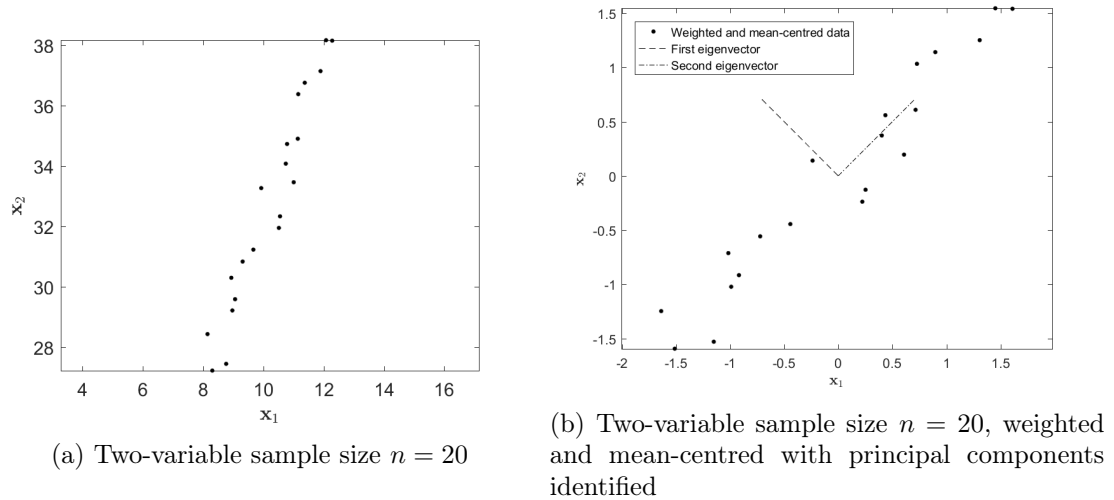 38
36
34
32
30
28
x₂
4 6 8 10 12 14 16
x₁
(a) Two-variable sample size n = 20
1.5
1
0.5
0
-0.5
-1
-1.5
x₂
Weighted and mean-centred data
First eigenvector
Second eigenvector
-2 -1.5 -1 -0.5 0 0.5 1 1.5
x₁
(b) Two-variable sample size n = 20, weighted
and mean-centred with principal components
identified